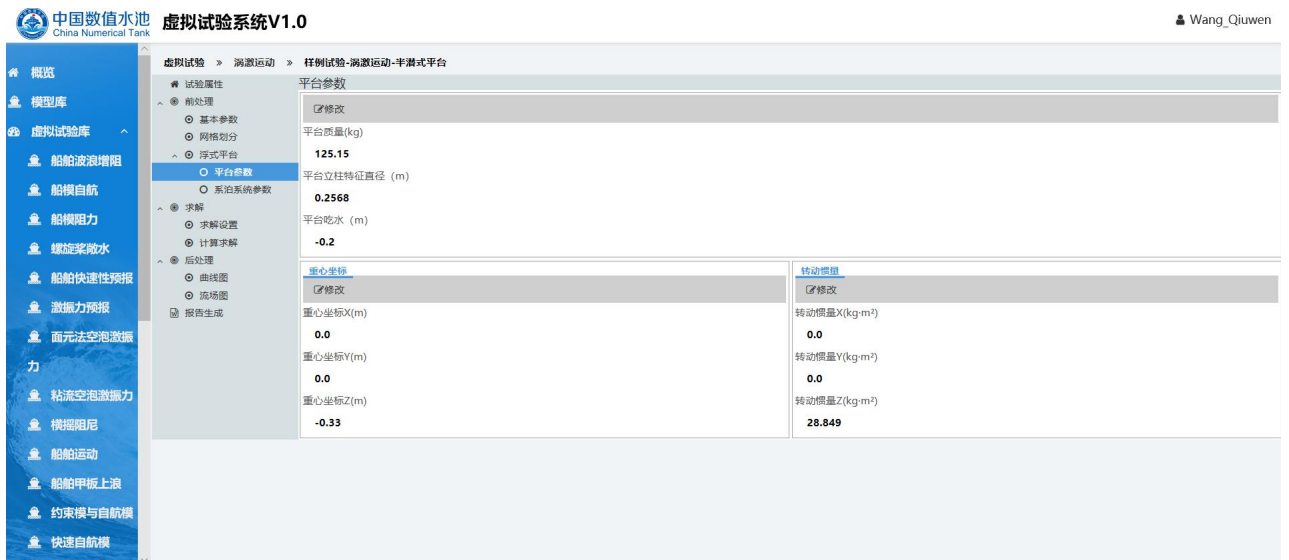 中国数值水池
China Numerical Tank
虚拟试验系统V1.0
Wang_Qiuwen
概览
模型库
虚拟试验库
船舶波浪增阻
船模自航
船模阻力
螺旋桨敞水
船舶快速性预报
激振力预报
面元法空泡激振
力
粘流空泡激振力
横摇阻尼
船舶运动
船舶甲板上浪
约束模与自航模
快速自航模
虚拟试验 » 涡激运动 » 样例试验-涡激运动-半潜式平台
试验属性
前处理
基本参数
网格划分
浮式平台
平台参数
系泊系统参数
求解
求解设置
计算求解
后处理
曲线图
流场图
报告生成
平台参数
修改
平台质量(kg)
125.15
平台立柱特征直径（m）
0.2568
平台吃水（m）
-0.2
重心坐标
修改
重心坐标X(m)
0.0
重心坐标Y(m)
0.0
重心坐标Z(m)
-0.33
转动惯量
修改
转动惯量X(kg·m²)
0.0
转动惯量Y(kg·m²)
0.0
转动惯量Z(kg·m²)
28.849